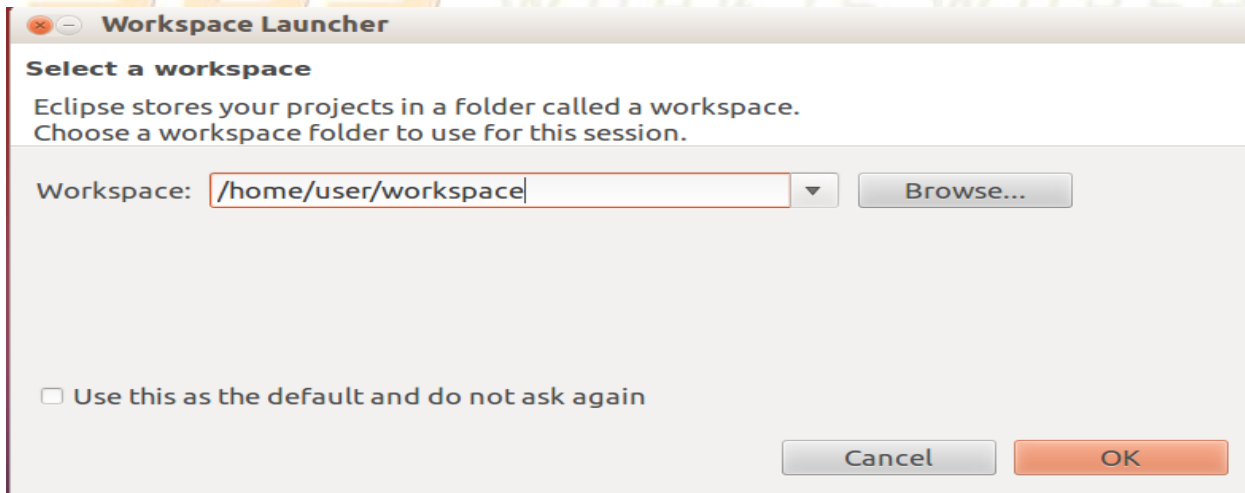 Workspace Launcher
Select a workspace
Eclipse stores your projects in a folder called a workspace.
Choose a workspace folder to use for this session.
Workspace: /home/user/workspace Browse...
Use this as the default and do not ask again
Cancel OK